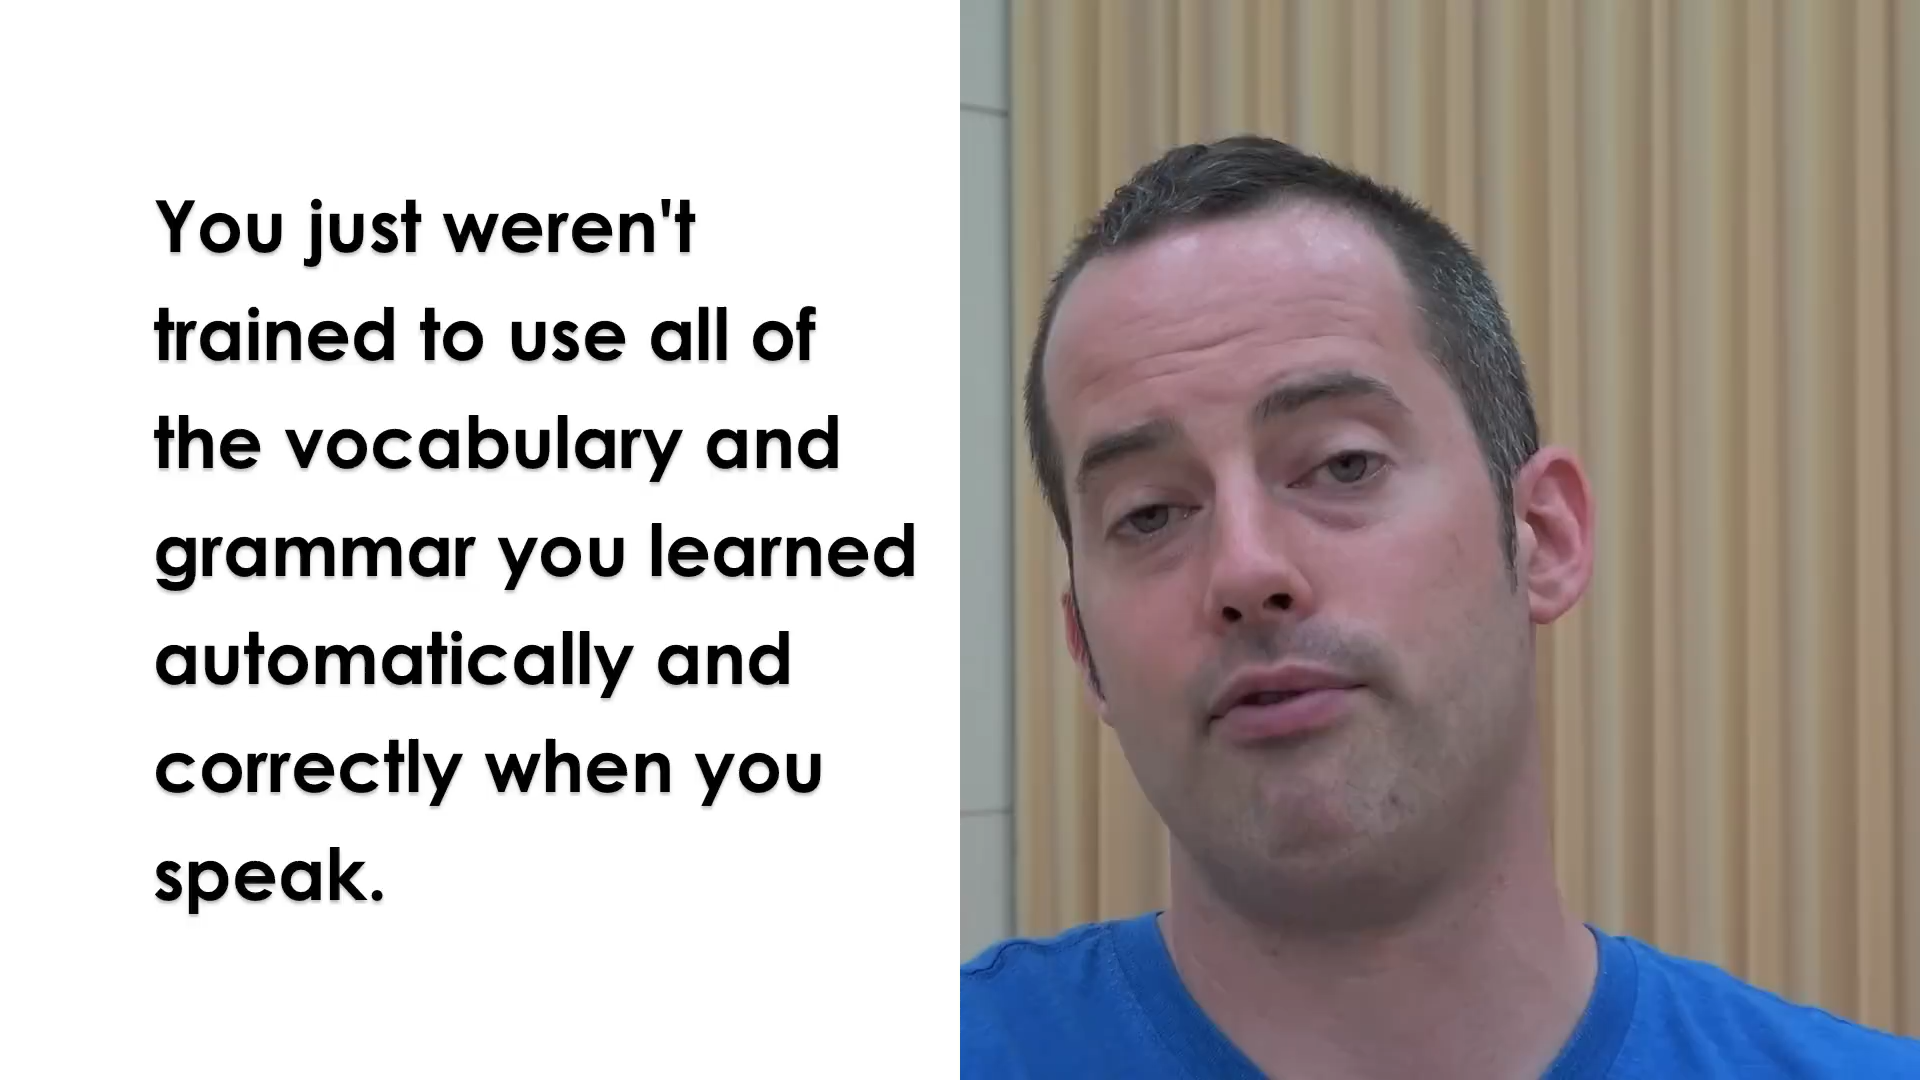 You just weren't
trained to use all of
the vocabulary and
grammar you learned
automatically and
correctly when you
speak.